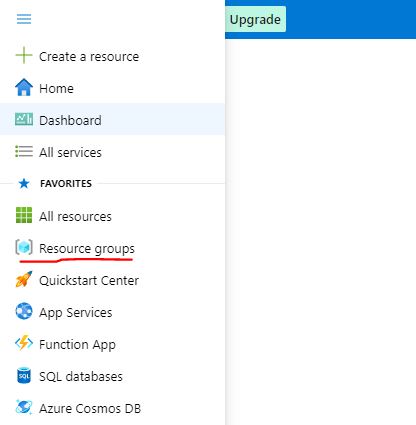 Upgrade
Create a resource
Home
Dashboard
All services
FAVORITES
All resources
Resource groups
Quickstart Center
App Services
Function App
SQL
SQL databases
Azure Cosmos DB